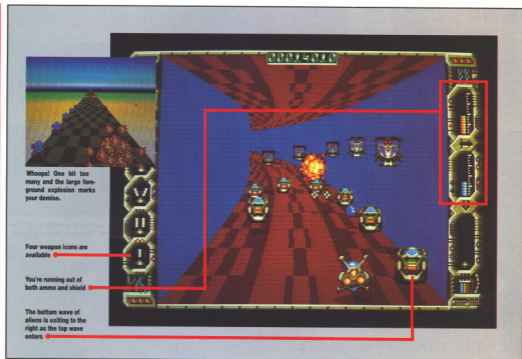 00015010
Whoops! One hit too
many and the large fore-
ground explosion marks
your demise.
Four weapon icons are
available
You're running out of
both ammo and shield
The bottom wave of
aliens is exiting to the
right as the top wave
enters